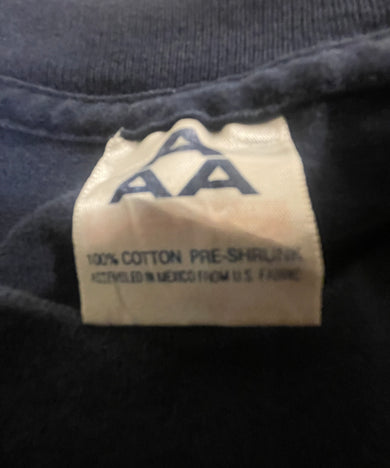 A
AA
100% COTTON PRE-SHRUNK
ASSEMBLED IN MEXICO FROM U.S. FABRIC